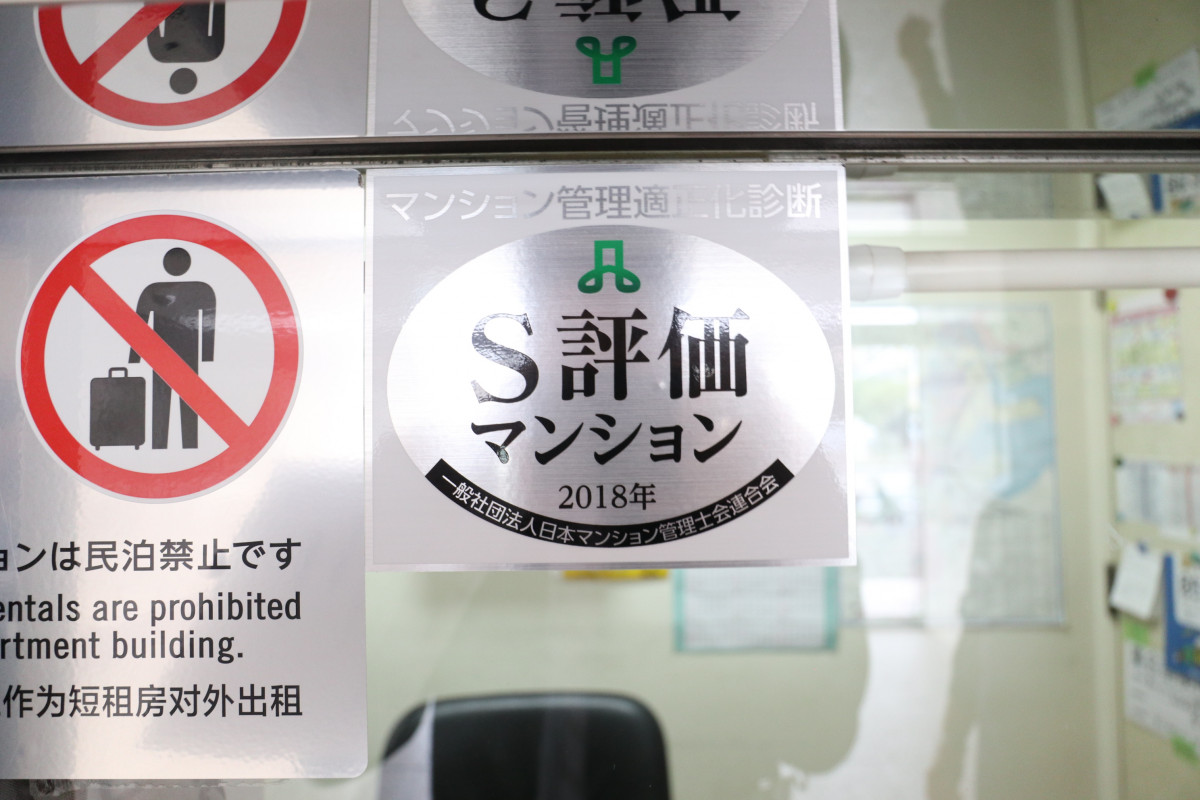 マンション管理適正化診断
S評価
マンション
2018年
一般社団法人日本マンション管理士会連合会
ョンは民泊禁止です
entals are prohibited
rtment building.
作为短租房对外出租